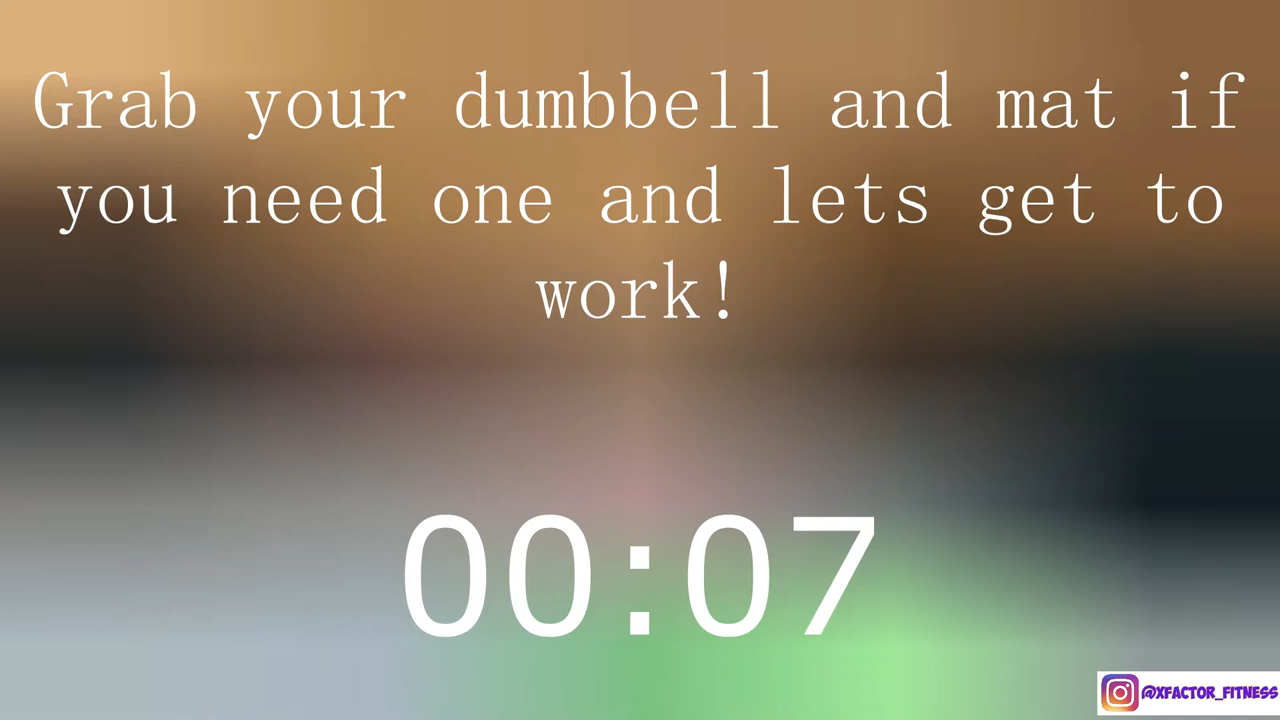 Grab your dumbbell and mat if
you need one and lets get to
work!
00:07
@XFACTOR_FITNESS